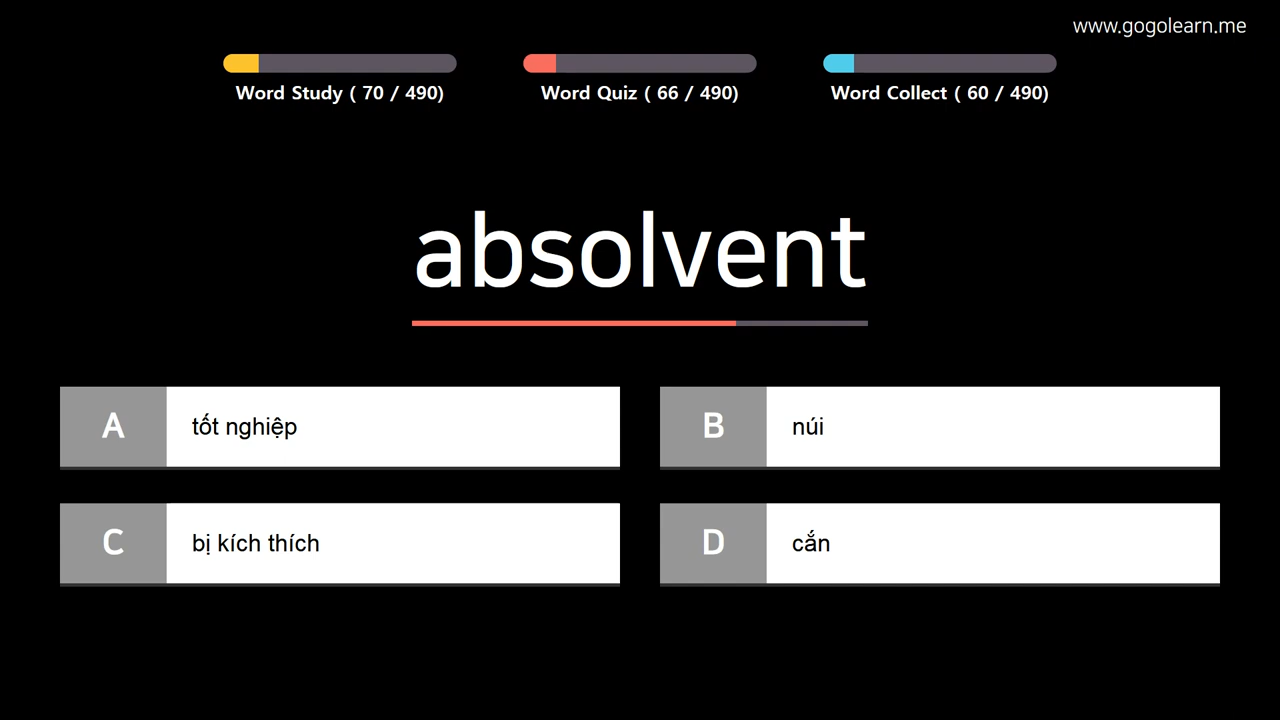 www.gogolearn.me
Word Study ( 70 / 490)
Word Quiz ( 66 / 490)
Word Collect ( 60 / 490)
absolvent
A tốt nghiệp
B núi
C bị kích thích
D cắn